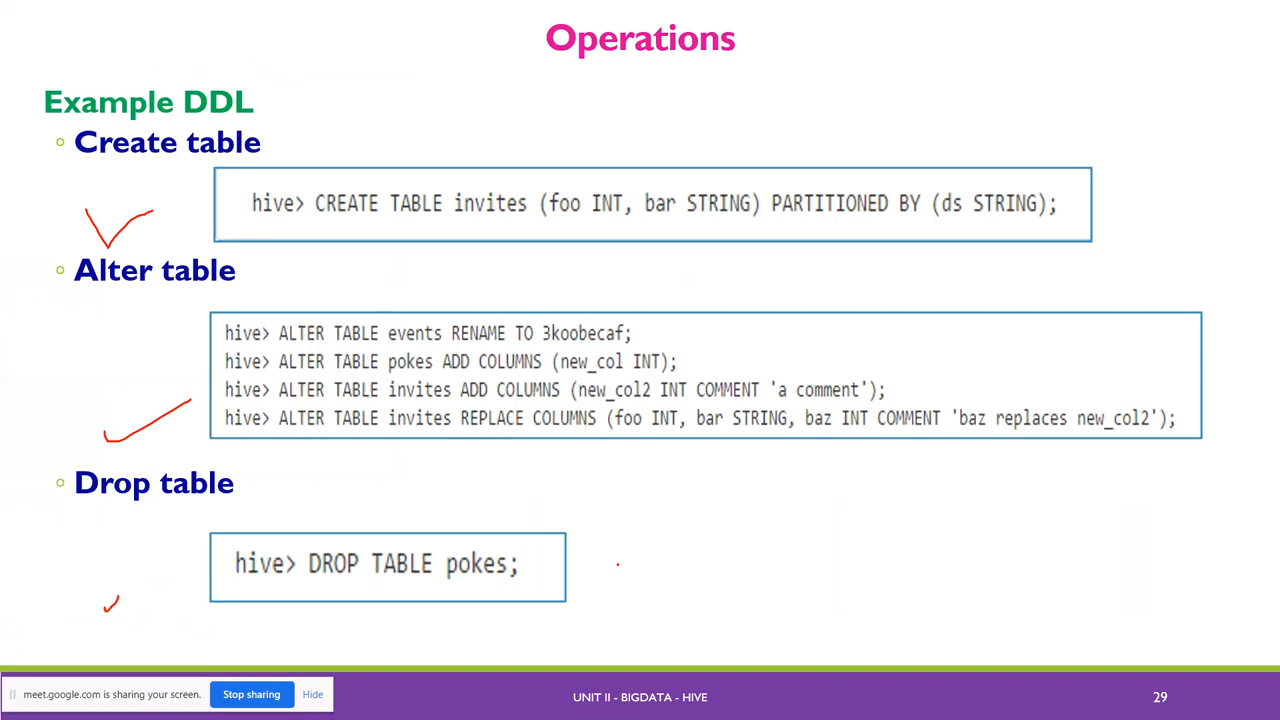 Operations
Example DDL
Create table
hive> CREATE TABLE invites (foo INT, bar STRING) PARTITIONED BY (ds STRING);
Alter table
hive> ALTER TABLE events RENAME TO 3koobecaf;
hive> ALTER TABLE pokes ADD COLUMNS (new_col INT);
hive> ALTER TABLE invites ADD COLUMNS (new_col2 INT COMMENT 'a comment');
hive> ALTER TABLE invites REPLACE COLUMNS (foo INT, bar STRING, baz INT COMMENT 'baz replaces new_col2');
Drop table
hive> DROP TABLE pokes;
meet.google.com is sharing your screen. Stop sharing Hide
UNIT II - BIGDATA - HIVE
29